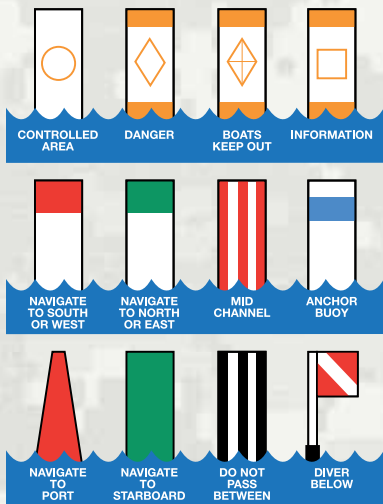 CONTROLLED
AREA
DANGER
BOATS
KEEP OUT
INFORMATION
NAVIGATE
TO SOUTH
OR WEST
NAVIGATE
TO NORTH
OR EAST
MID
CHANNEL
ANCHOR
BUOY
NAVIGATE
TO
PORT
NAVIGATE
TO
STARBOARD
DO NOT
PASS
BETWEEN
DIVER
BELOW